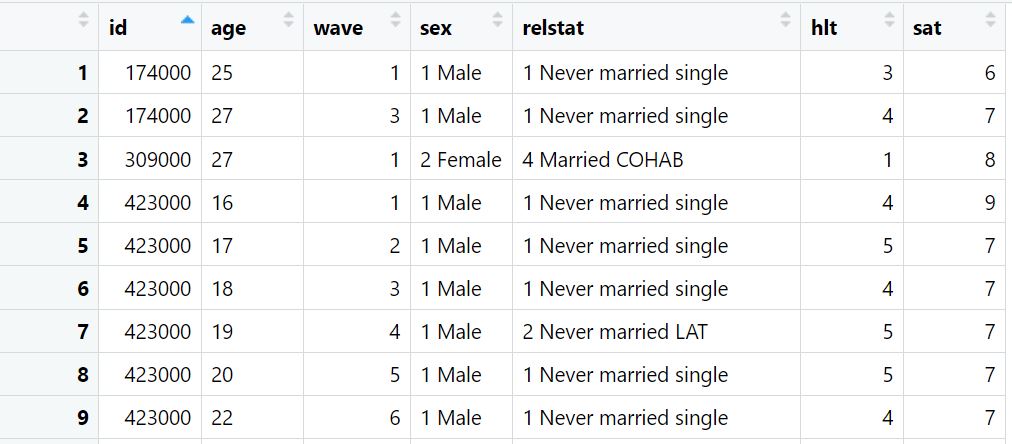 id age wave sex relstat hlt sat
1 174000 25 1 1 Male 1 Never married single 3 6
2 174000 27 3 1 Male 1 Never married single 4 7
3 309000 27 1 2 Female 4 Married COHAB 1 8
4 423000 16 1 1 Male 1 Never married single 4 9
5 423000 17 2 1 Male 1 Never married single 5 7
6 423000 18 3 1 Male 1 Never married single 4 7
7 423000 19 4 1 Male 2 Never married LAT 5 7
8 423000 20 5 1 Male 1 Never married single 5 7
9 423000 22 6 1 Male 1 Never married single 4 7